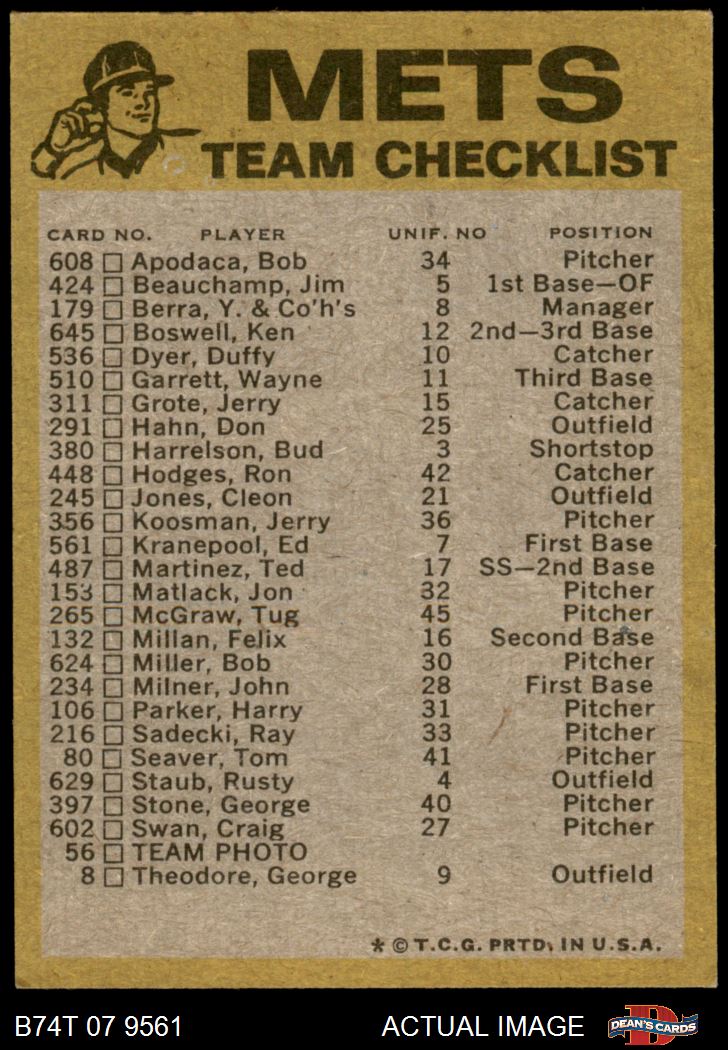 METS
TEAM CHECKLIST
CARD NO. PLAYER UNIF. NO POSITION
608 Apodaca, Bob 34 Pitcher
424 Beauchamp, Jim 5 1st Base—OF
179 Berra, Y. & Co'h's 8 Manager
645 Boswell, Ken 12 2nd—3rd Base
536 Dyer, Duffy 10 Catcher
510 Garrett, Wayne 11 Third Base
311 Grote, Jerry 15 Catcher
291 Hahn, Don 25 Outfield
380 Harrelson, Bud 3 Shortstop
448 Hodges, Ron 42 Catcher
245 Jones, Cleon 21 Outfield
356 Koosman, Jerry 36 Pitcher
561 Kranepool, Ed 7 First Base
487 Martinez, Ted 17 SS—2nd Base
153 Matlack, Jon 32 Pitcher
265 McGraw, Tug 45 Pitcher
132 Millan, Felix 16 Second Base
624 Miller, Bob 30 Pitcher
234 Milner, John 28 First Base
106 Parker, Harry 31 Pitcher
216 Sadecki, Ray 33 Pitcher
80 Seaver, Tom 41 Pitcher
629 Staub, Rusty 4 Outfield
397 Stone, George 40 Pitcher
602 Swan, Craig 27 Pitcher
56 TEAM PHOTO
8 Theodore, George 9 Outfield
* © T.C.G. PRTD. IN U.S.A.
B74T 07 9561 ACTUAL IMAGE D DEAN'S CARDS